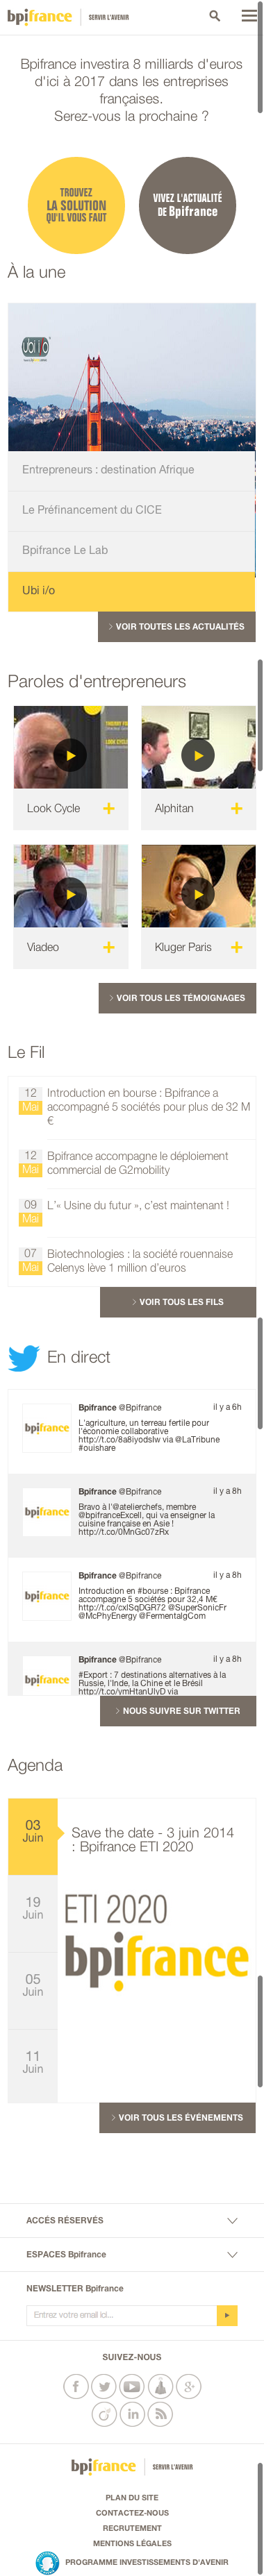 bpifrance SERVIR L'AVENIR
Bpifrance investira 8 milliards d'euros
d'ici à 2017 dans les entreprises
françaises.
Serez-vous la prochaine ?
TROUVEZ
LA SOLUTION
QU'IL VOUS FAUT
VIVEZ L'ACTUALITÉ
DE Bpifrance
À la une
Entrepreneurs : destination Afrique
Le Préfinancement du CICE
Bpifrance Le Lab
Ubi i/o
VOIR TOUTES LES ACTUALITÉS
Paroles d'entrepreneurs
Look Cycle
Alphitan
Viadeo
Kluger Paris
VOIR TOUS LES TÉMOIGNAGES
Le Fil
12 Mai
Introduction en bourse : Bpifrance a
accompagné 5 sociétés pour plus de 32 M
€
12 Mai
Bpifrance accompagne le déploiement
commercial de G2mobility
09 Mai
L'« Usine du futur », c'est maintenant !
07 Mai
Biotechnologies : la société rouennaise
Celenys lève 1 million d'euros
VOIR TOUS LES FILS
En direct
Bpifrance @Bpifrance il y a 6h
bpifrance
L'agriculture, un terreau fertile pour
l'économie collaborative
http://t.co/8a8iyodsIw via @LaTribune
#ouishare
Bpifrance @Bpifrance il y a 8h
bpifrance
Bravo à l'@atelierchefs, membre
@bpifranceExcell, qui va enseigner la
cuisine française en Asie !
http://t.co/0MnGc07zRx
Bpifrance @Bpifrance il y a 8h
bpifrance
Introduction en #bourse : Bpifrance
accompagne 5 sociétés pour 32,4 M€
http://t.co/cxISqDGR72 @SuperSonicFr
@McPhyEnergy @FermentalgCom
Bpifrance @Bpifrance il y a 8h
bpifrance
#Export : 7 destinations alternatives à la
Russie, l'Inde, la Chine et le Brésil
http://t.co/vmHtanUlyD via
NOUS SUIVRE SUR TWITTER
Agenda
03
Juin
Save the date - 3 juin 2014
: Bpifrance ETI 2020
ETI 2020
bpifrance
19
Juin
05
Juin
11
Juin
VOIR TOUS LES ÉVÉNEMENTS
ACCÈS RÉSERVÉS
ESPACES Bpifrance
NEWSLETTER Bpifrance
Entrez votre email ici...
SUIVEZ-NOUS
bpifrance SERVIR L'AVENIR
PLAN DU SITE
CONTACTEZ-NOUS
RECRUTEMENT
MENTIONS LÉGALES
PROGRAMME INVESTISSEMENTS D'AVENIR